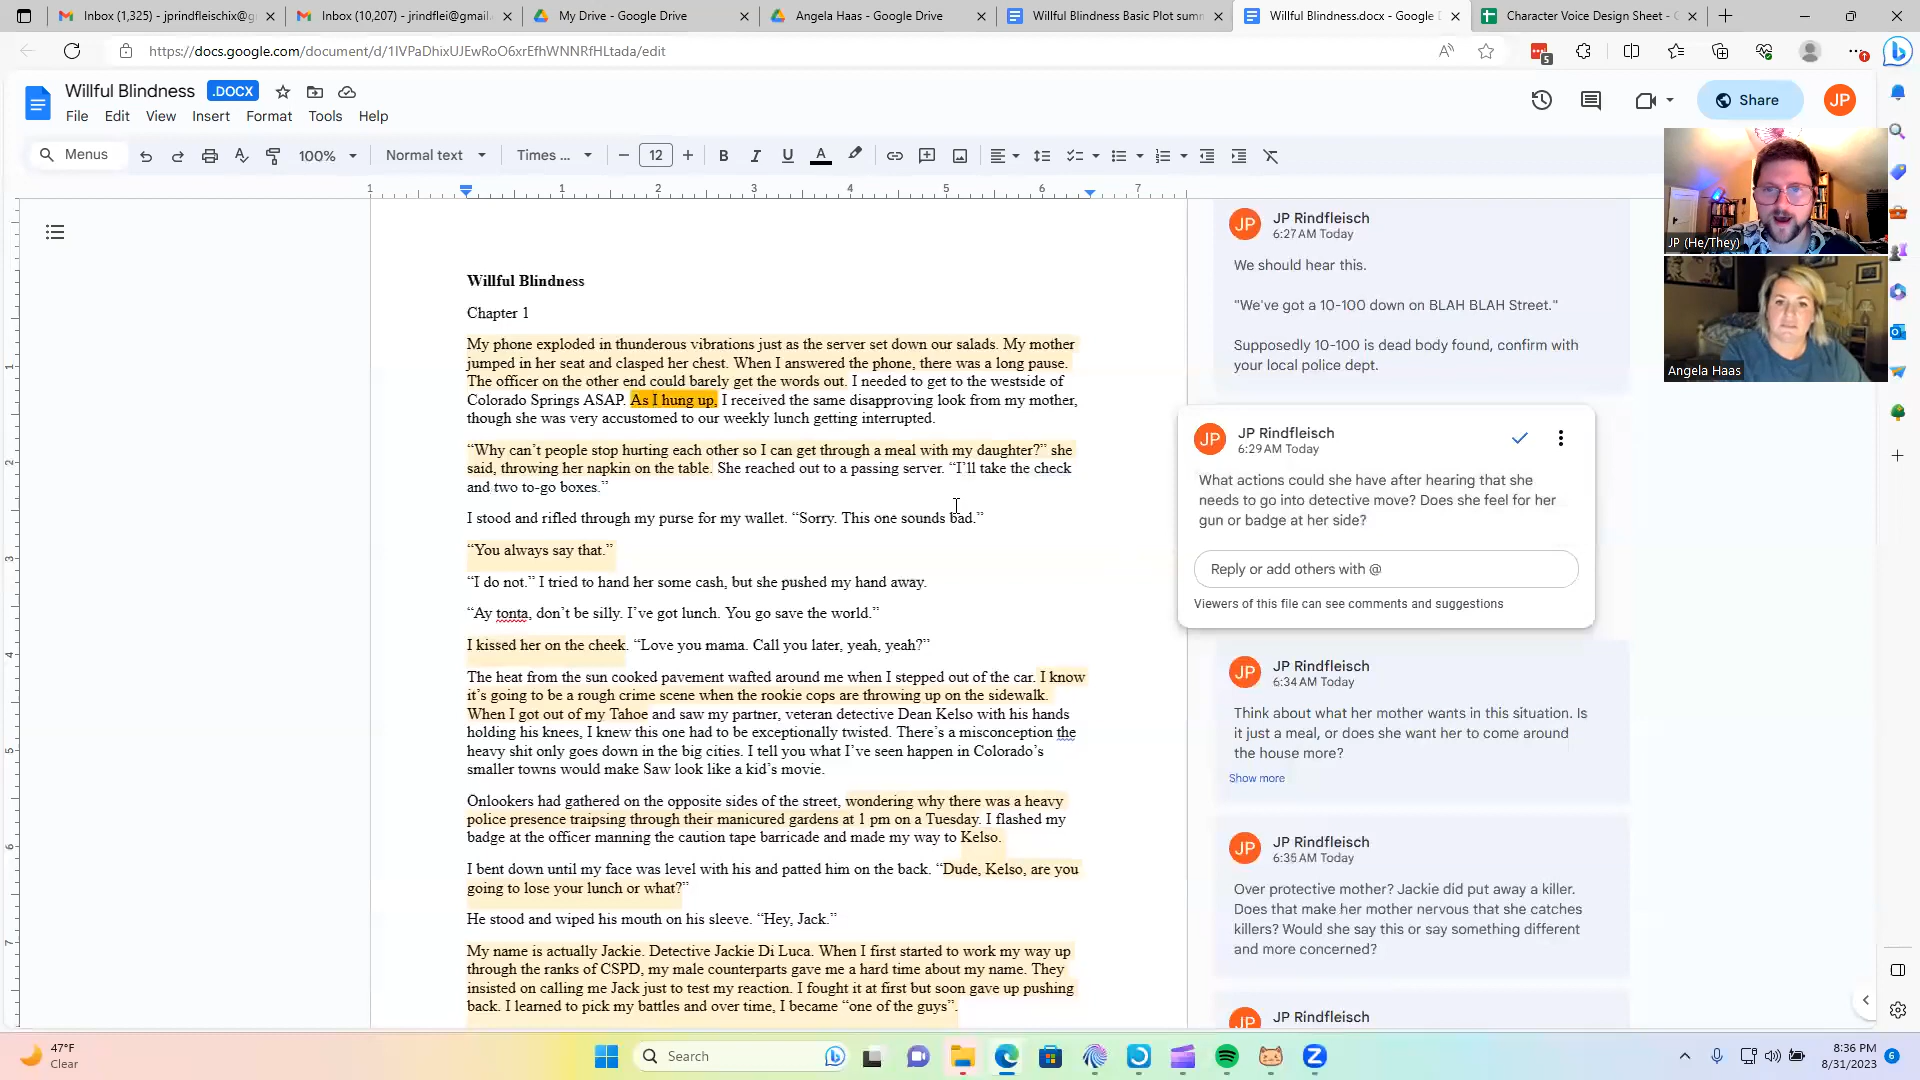 Inbox (1,325) - jprindfleischix@g
Inbox (10,207) - jrindflei@gmail
My Drive - Google Drive
Angela Haas - Google Drive
Willful Blindness Basic Plot summ
Willful Blindness.docx - Google D
Character Voice Design Sheet - G
https://docs.google.com/document/d/1IVPaDhixUJEwRoO6xrEfhWNNRfHLtada/edit
5
Willful Blindness
.DOCX
File
Edit
View
Insert
Format
Tools
Help
Share
JP
Menus
100%
Normal text
Times ...
12
B
I
U
A
1
1
2
3
4
5
6
7
Willful Blindness
Chapter 1
My phone exploded in thunderous vibrations just as the server set down our salads. My mother
jumped in her seat and clasped her chest. When I answered the phone, there was a long pause.
The officer on the other end could barely get the words out. I needed to get to the westside of
Colorado Springs ASAP. As I hung up, I received the same disapproving look from my mother,
though she was very accustomed to our weekly lunch getting interrupted.
“Why can’t people stop hurting each other so I can get through a meal with my daughter?” she
said, throwing her napkin on the table. She reached out to a passing server. “I’ll take the check
and two to-go boxes.”
I stood and rifled through my purse for my wallet. “Sorry. This one sounds bad.”
“You always say that.”
“I do not.” I tried to hand her some cash, but she pushed my hand away.
“Ay tonta, don’t be silly. I’ve got lunch. You go save the world.”
I kissed her on the cheek. “Love you mama. Call you later, yeah, yeah?”
The heat from the sun cooked pavement wafted around me when I stepped out of the car. I know
it’s going to be a rough crime scene when the rookie cops are throwing up on the sidewalk.
When I got out of my Tahoe and saw my partner, veteran detective Dean Kelso with his hands
holding his knees, I knew this one had to be exceptionally twisted. There’s a misconception the
heavy shit only goes down in the big cities. I tell you what I’ve seen happen in Colorado’s
smaller towns would make Saw look like a kid’s movie.
Onlookers had gathered on the opposite sides of the street, wondering why there was a heavy
police presence traipsing through their manicured gardens at 1 pm on a Tuesday. I flashed my
badge at the officer manning the caution tape barricade and made my way to Kelso.
I bent down until my face was level with his and patted him on the back. “Dude, Kelso, are you
going to lose your lunch or what?”
He stood and wiped his mouth on his sleeve. “Hey, Jack.”
My name is actually Jackie. Detective Jackie Di Luca. When I first started to work my way up
through the ranks of CSPD, my male counterparts gave me a hard time about my name. They
insisted on calling me Jack just to test my reaction. I fought it at first but soon gave up pushing
back. I learned to pick my battles and over time, I became “one of the guys”.
1
2
3
4
5
6
7
JP
JP Rindfleisch
6:27 AM Today
We should hear this.
"We've got a 10-100 down on BLAH BLAH Street."
Supposedly 10-100 is dead body found, confirm with
your local police dept.
JP
JP Rindfleisch
6:29 AM Today
What actions could she have after hearing that she
needs to go into detective move? Does she feel for her
gun or badge at her side?
Reply or add others with @
Viewers of this file can see comments and suggestions
JP
JP Rindfleisch
6:34 AM Today
Think about what her mother wants in this situation. Is
it just a meal, or does she want her to come around
the house more?
Show more
JP
JP Rindfleisch
6:35 AM Today
Over protective mother? Jackie did put away a killer.
Does that make her mother nervous that she catches
killers? Would she say this or say something different
and more concerned?
JP
JP Rindfleisch
JP (He/They)
Angela Haas
47°F
Clear
Search
8:36 PM
8/31/2023
6